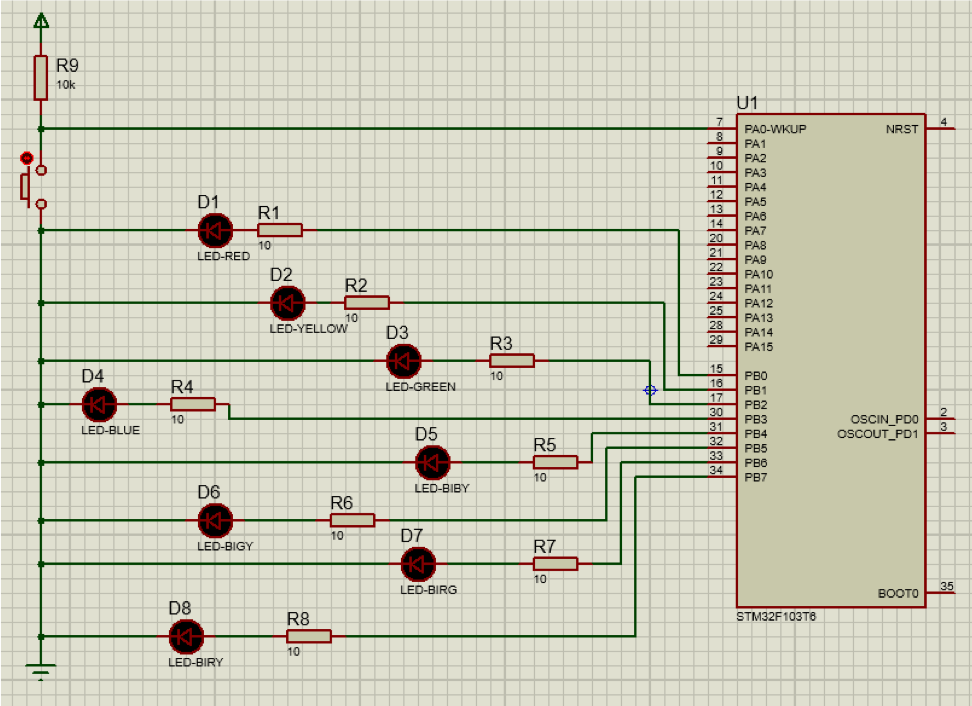 R9
10k
U1
7 PA0-WKUP NRST 4
8 PA1
9 PA2
10 PA3
11 PA4
12 PA5
13 PA6
14 PA7
20 PA8
21 PA9
22 PA10
23 PA11
24 PA12
25 PA13
28 PA14
29 PA15
15 PB0
16 PB1
17 PB2
30 PB3 OSCIN_PD0 2
31 PB4 OSCOUT_PD1 3
32 PB5
33 PB6
34 PB7
BOOT0 35
STM32F103T6
D1 R1
10
LED-RED
D2 R2
10
LED-YELLOW
D3 R3
10
LED-GREEN
D4 R4
10
LED-BLUE
D5 R5
10
LED-BIBY
D6 R6
10
LED-BIGY
D7 R7
10
LED-BIRG
D8 R8
10
LED-BIRY